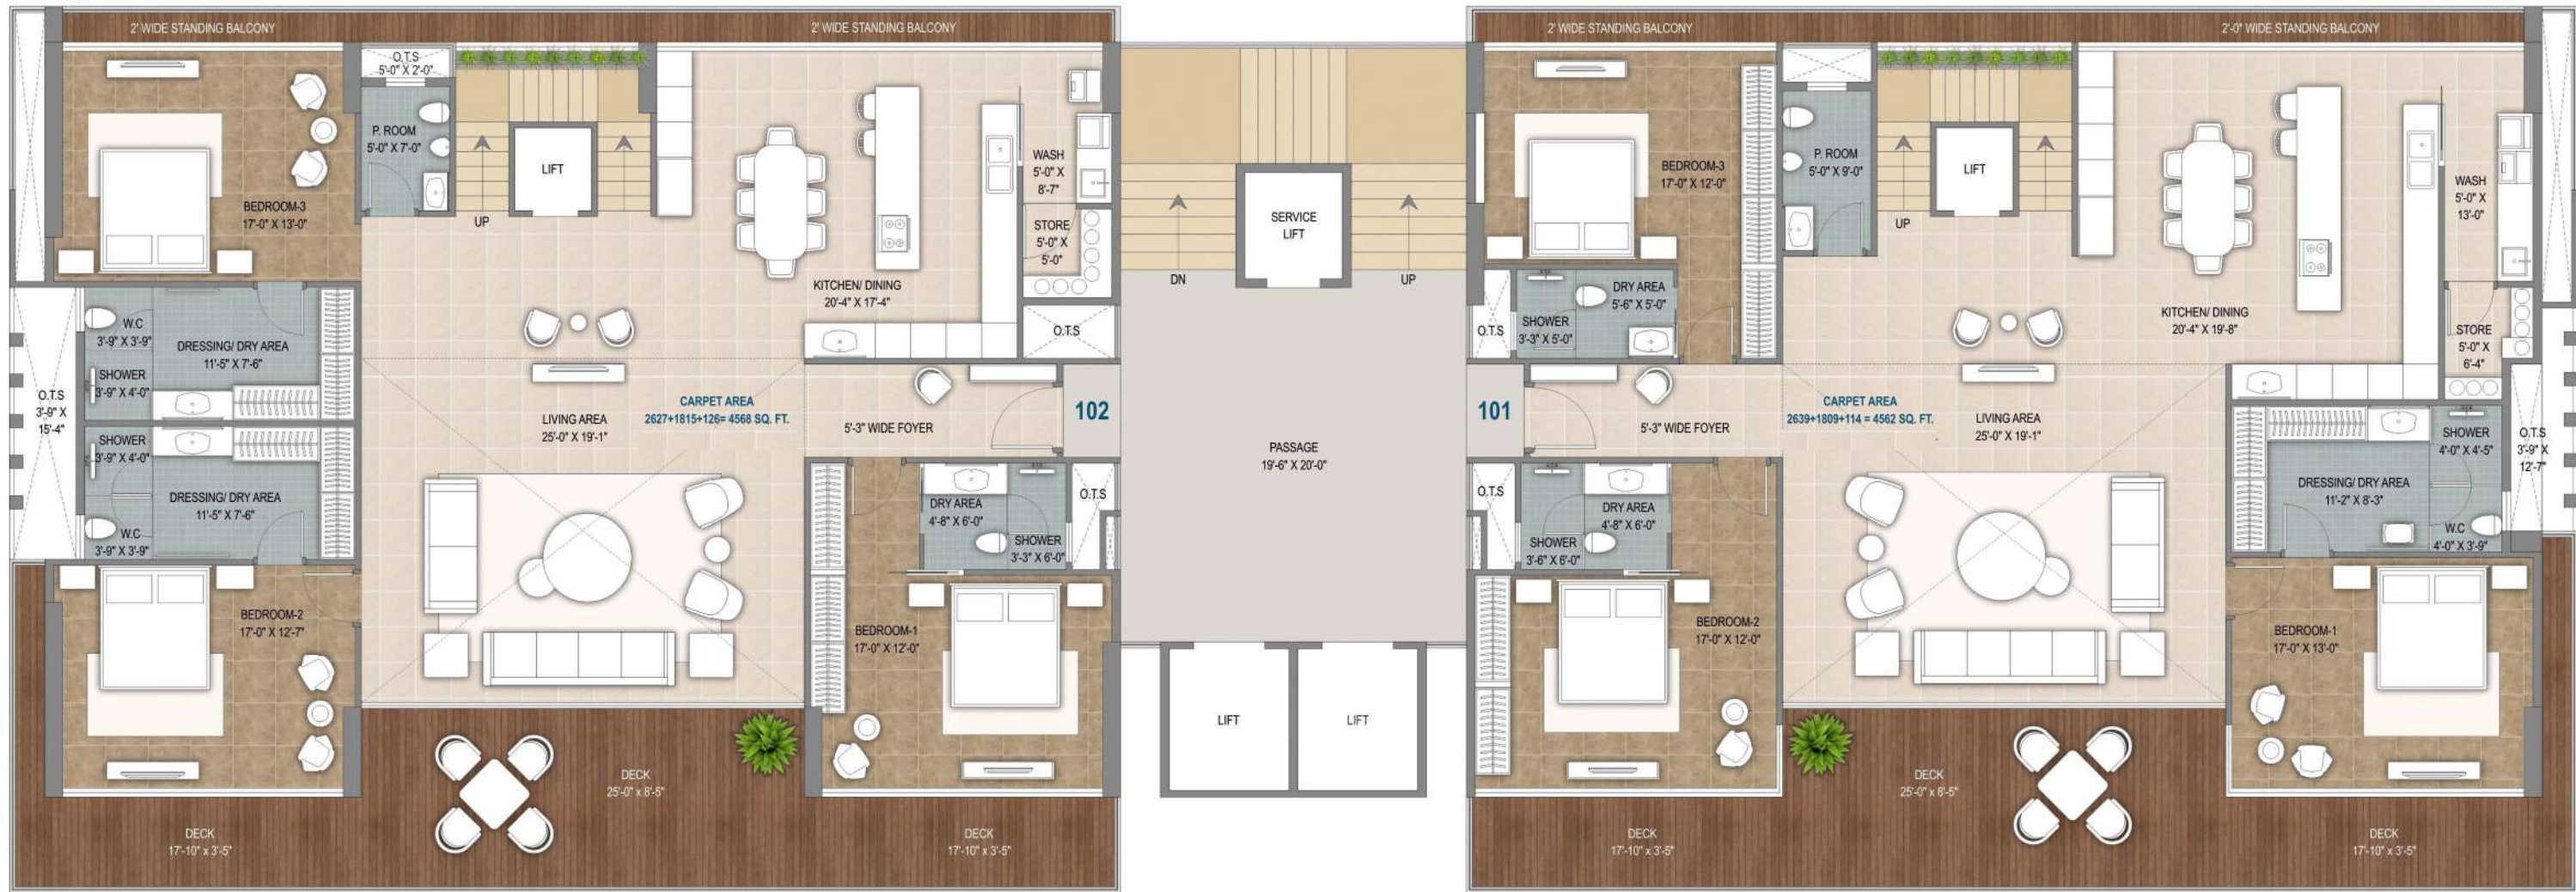 2' WIDE STANDING BALCONY
2' WIDE STANDING BALCONY
O.T.S
5'-0" X 2'-0"
P. ROOM
5'-0" X 7'-0"
LIFT
UP
BEDROOM-3
17'-0" X 13'-0"
WASH
5'-0" X
8'-7"
STORE
5'-0" X
5'-0"
KITCHEN/ DINING
20'-4" X 17'-4"
O.T.S
W.C
3'-9" X 3'-9"
DRESSING/ DRY AREA
11'-5" X 7'-6"
SHOWER
3'-9" X 4'-0"
O.T.S
3'-9" X
15'-4"
SHOWER
3'-9" X 4'-0"
DRESSING/ DRY AREA
11'-5" X 7'-6"
W.C
3'-9" X 3'-9"
LIVING AREA
25'-0" X 19'-1"
CARPET AREA
2627+1815+126= 4568 SQ. FT.
5'-3" WIDE FOYER
102
DRY AREA
4'-8" X 6'-0"
SHOWER
3'-3" X 6'-0"
O.T.S
BEDROOM-2
17'-0" X 12'-7"
BEDROOM-1
17'-0" X 12'-0"
DECK
25'-0" x 8'-5"
DECK
17'-10" x 3'-5"
DECK
17'-10" x 3'-5"
SERVICE
LIFT
DN
UP
PASSAGE
19'-6" X 20'-0"
LIFT
LIFT
2' WIDE STANDING BALCONY
2'-0" WIDE STANDING BALCONY
BEDROOM-3
17'-0" X 12'-0"
P. ROOM
5'-0" X 9'-0"
LIFT
UP
WASH
5'-0" X
13'-0"
DRY AREA
5'-6" X 5'-0"
SHOWER
3'-3" X 5'-0"
O.T.S
KITCHEN/ DINING
20'-4" X 19'-8"
STORE
5'-0" X
6'-4"
101
5'-3" WIDE FOYER
CARPET AREA
2639+1809+114 = 4562 SQ. FT.
LIVING AREA
25'-0" X 19'-1"
SHOWER
4'-0" X 4'-5"
O.T.S
3'-9" X
12'-7"
DRESSING/ DRY AREA
11'-2" X 8'-3"
W.C
4'-0" X 3'-9"
O.T.S
DRY AREA
4'-8" X 6'-0"
SHOWER
3'-6" X 6'-0"
BEDROOM-2
17'-0" X 12'-0"
BEDROOM-1
17'-0" X 13'-0"
DECK
25'-0" x 8'-5"
DECK
17'-10" x 3'-5"
DECK
17'-10" x 3'-5"